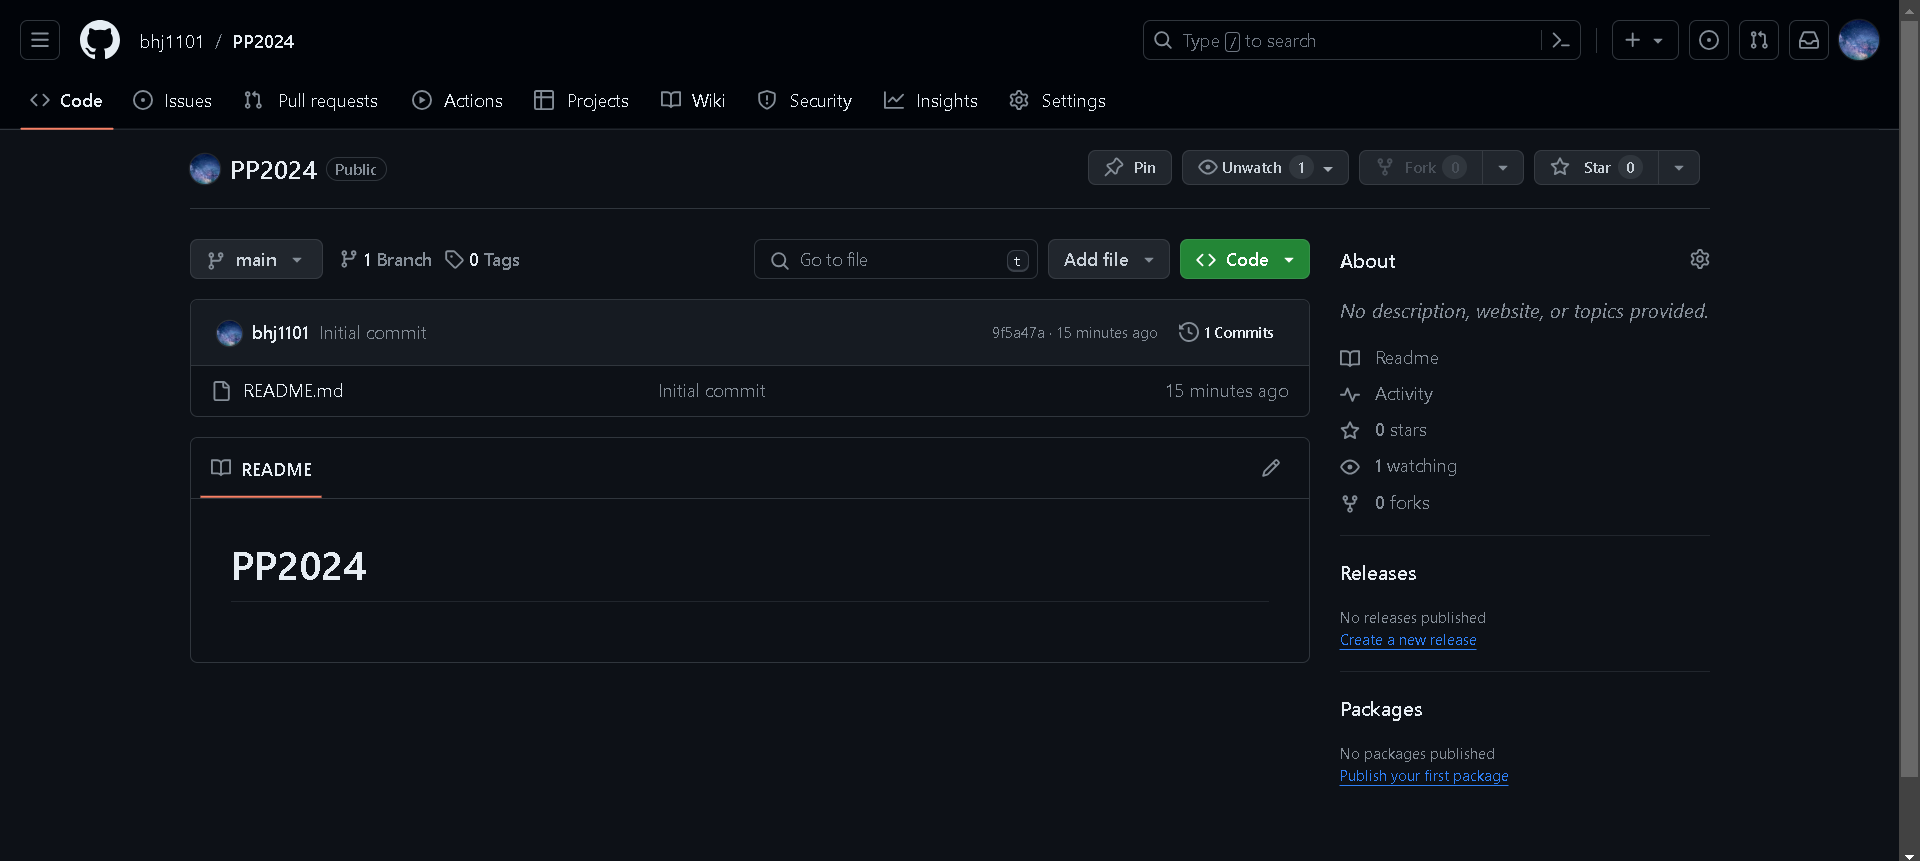 bhj1101 / PP2024
Type / to search
Code Issues Pull requests Actions Projects Wiki Security Insights Settings
PP2024 Public
Pin Unwatch 1 Fork 0 Star 0
main 1 Branch 0 Tags Go to file t Add file Code
bhj1101 Initial commit 9f5a47a · 15 minutes ago 1 Commits
README.md Initial commit 15 minutes ago
README
PP2024
About
No description, website, or topics provided.
Readme
Activity
0 stars
1 watching
0 forks
Releases
No releases published
Create a new release
Packages
No packages published
Publish your first package